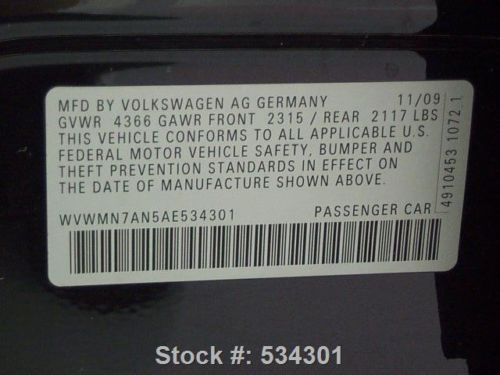 MFD BY VOLKSWAGEN AG GERMANY 11/09
GVWR 4366 GAWR FRONT 2315 / REAR 2117 LBS
THIS VEHICLE CONFORMS TO ALL APPLICABLE U.S.
FEDERAL MOTOR VEHICLE SAFETY, BUMPER AND
THEFT PREVENTION STANDARDS IN EFFECT ON
THE DATE OF MANUFACTURE SHOWN ABOVE.
WVWMN7AN5AE534301 PASSENGER CAR
4910453 1072 1
Stock #: 534301